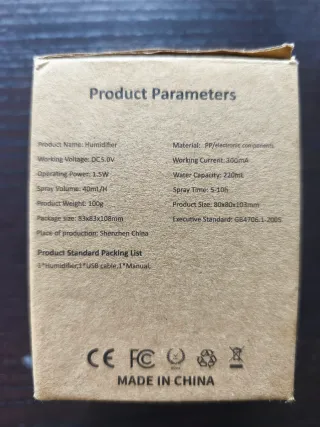 Product Parameters
Product Name: Humidifier
Material: PP/electronic components
Working Voltage: DC5.0V
Working Current: 300mA
Operating Power: 1.5W
Water Capacity: 220ml
Spray Volume: 40ml/H
Spray Time: 5-10h
Product Weight: 100g
Product Size: 80x80x103mm
Package size: 83x83x108mm
Executive Standard: GB4706.1-2005
Place of production: Shenzhen China
Product Standard Packing List
1*Humidifier,1*USB cable,1*Manual,
CE FC
MADE IN CHINA